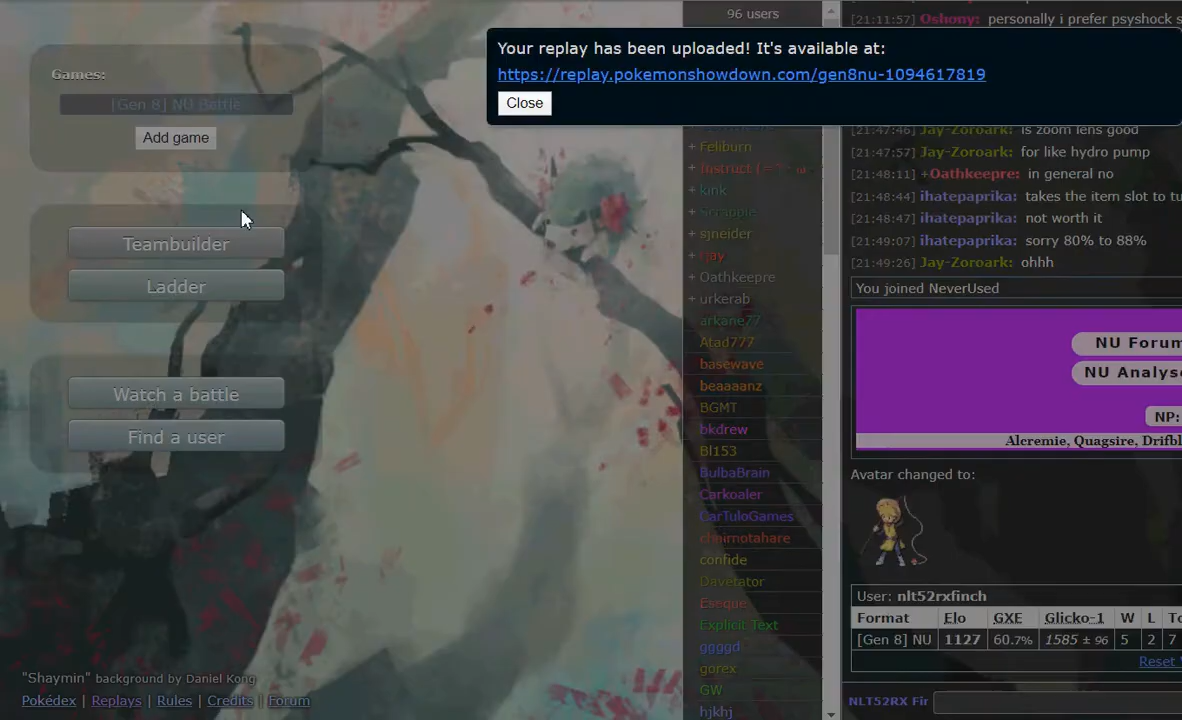 96 users
[21:11:57] Oshony: personally i prefer psyshock s
Your replay has been uploaded! It's available at:
https://replay.pokemonshowdown.com/gen8nu-1094617819
Close
Games:
[Gen 8] NU Battle
Add game
Teambuilder
Ladder
Watch a battle
Find a user
"Shaymin" background by Daniel Kong
Pokédex Replays Rules Credits Forum
+ Feliburn
+ kink
+ Scrapple
+ sjneider
+ rjay
+ Oathkeepre
+ urkerab
arkane77
Atad777
basewave
beaaaanz
BGMT
bkdrew
Bl153
BulbaBrain
Carkoaler
CarTuloGames
chairnotahare
confide
Davetator
Eseque
Explicit Text
ggggd
gorex
GW
hjkhj
[21:47:46] Jay-Zoroark: is zoom lens good
[21:47:57] Jay-Zoroark: for like hydro pump
[21:48:11] +Oathkeepre: in general no
[21:48:44] ihatepaprika: takes the item slot to tu
[21:48:47] ihatepaprika: not worth it
[21:49:07] ihatepaprika: sorry 80% to 88%
[21:49:26] Jay-Zoroark: ohhh
You joined NeverUsed
NU Forum
NU Analyse
NP:
Alcremie, Quagsire, Drifbl
Avatar changed to:
User: nlt52rxfinch
Format Elo GXE Glicko-1 W L To
[Gen 8] NU 1127 60.7% 1585 ± 96 5 2 7
Reset
NLT52RX Fir